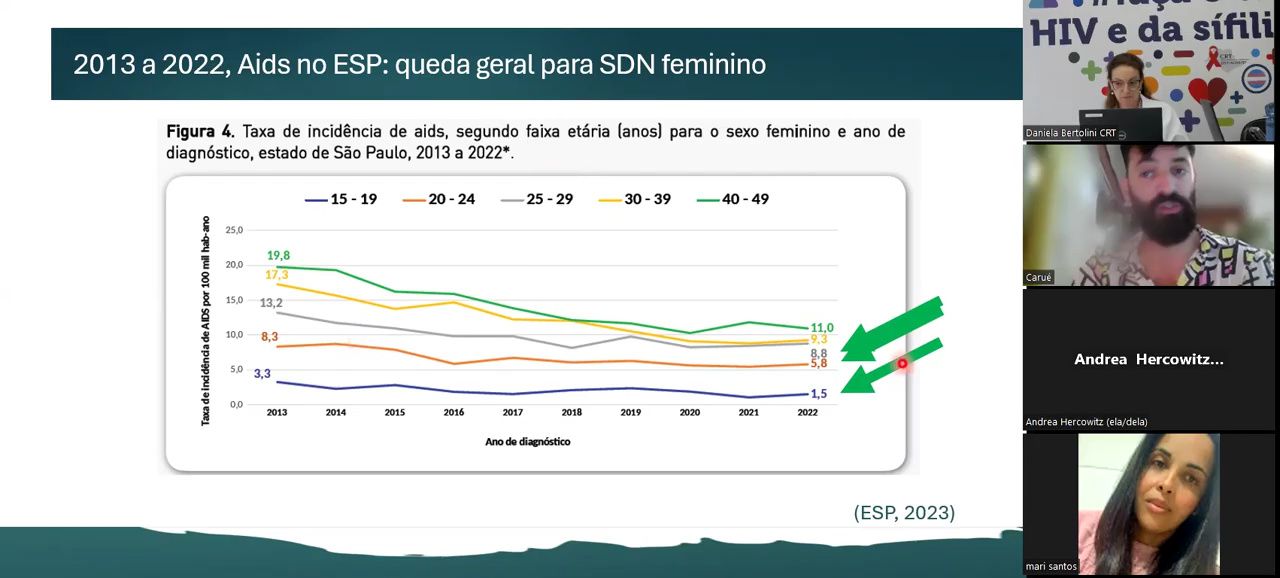 2013 a 2022, Aids no ESP: queda geral para SDN feminino
Figura 4. Taxa de incidência de aids, segundo faixa etária (anos) para o sexo feminino e ano de
diagnóstico, estado de São Paulo, 2013 a 2022*.
15 - 19 20 - 24 25 - 29 30 - 39 40 - 49
Taxa de incidência de AIDS por 100 mil hab-ano
25,0
20,0
15,0
10,0
5,0
0,0
19,8
17,3
13,2
8,3
3,3
11,0
9,3
8,8
5,8
1,5
2013 2014 2015 2016 2017 2018 2019 2020 2021 2022
Ano de diagnóstico
(ESP, 2023)
HIV e da sífili
CRT
Daniela Bertolini CRT
Carué
Andrea Hercowitz...
Andrea Hercowitz (ela/dela)
mari santos